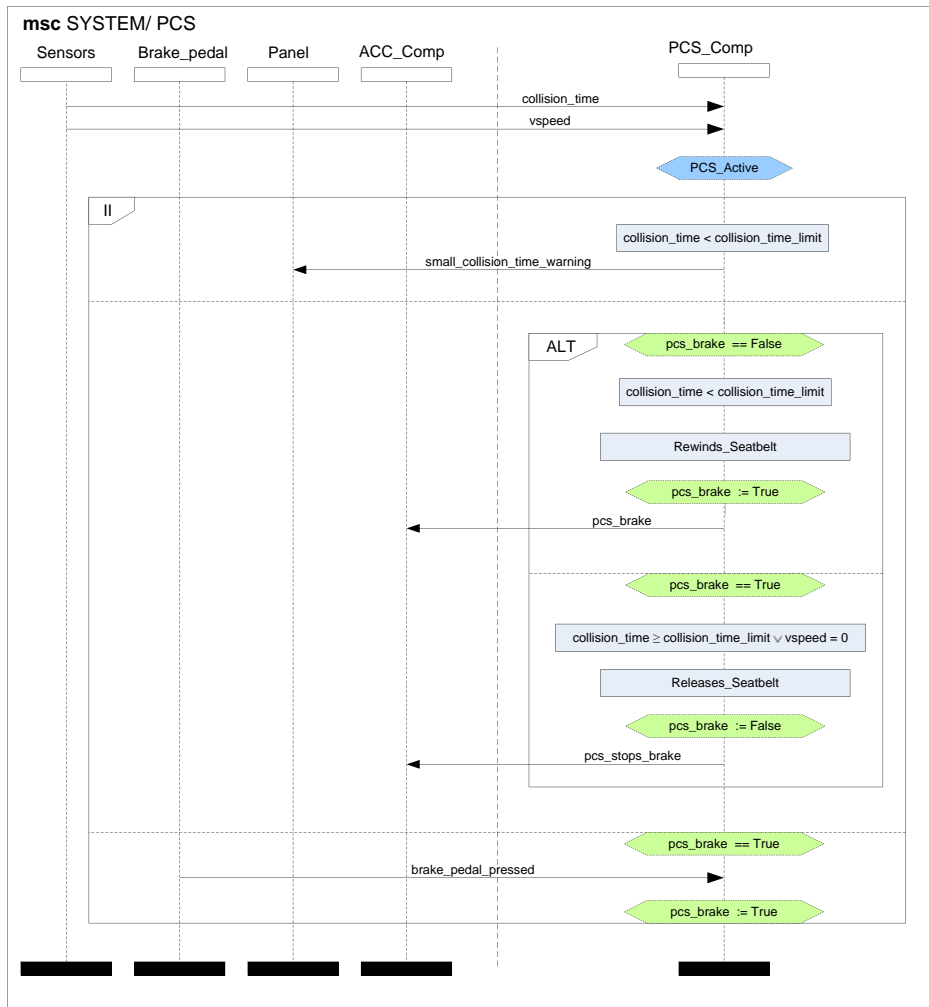 msc SYSTEM/ PCS
Sensors Brake_pedal Panel ACC_Comp PCS_Comp
collision_time
vspeed
PCS_Active
II
collision_time < collision_time_limit
small_collision_time_warning
ALT
pcs_brake == False
collision_time < collision_time_limit
Rewinds_Seatbelt
pcs_brake := True
pcs_brake
pcs_brake == True
collision_time ≥ collision_time_limit ∨ vspeed = 0
Releases_Seatbelt
pcs_brake := False
pcs_stops_brake
pcs_brake == True
brake_pedal_pressed
pcs_brake := True